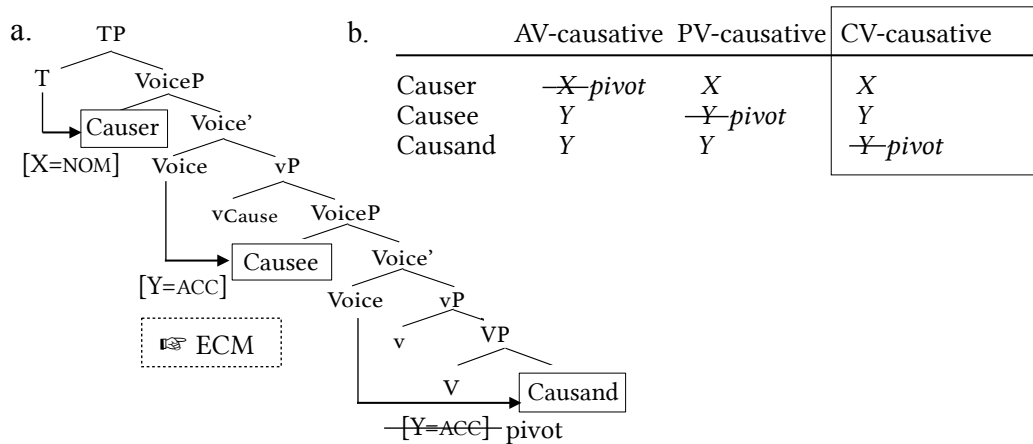 a.
TP
T VoiceP
Causer Voice'
[X=NOM] Voice vP
vCause VoiceP
Causee Voice'
[Y=ACC] Voice vP
☞ ECM v VP
V Causand
[Y=ACC] pivot
b. AV-causative PV-causative CV-causative
Causer X pivot X X
Causee Y Y pivot Y
Causand Y Y Y pivot